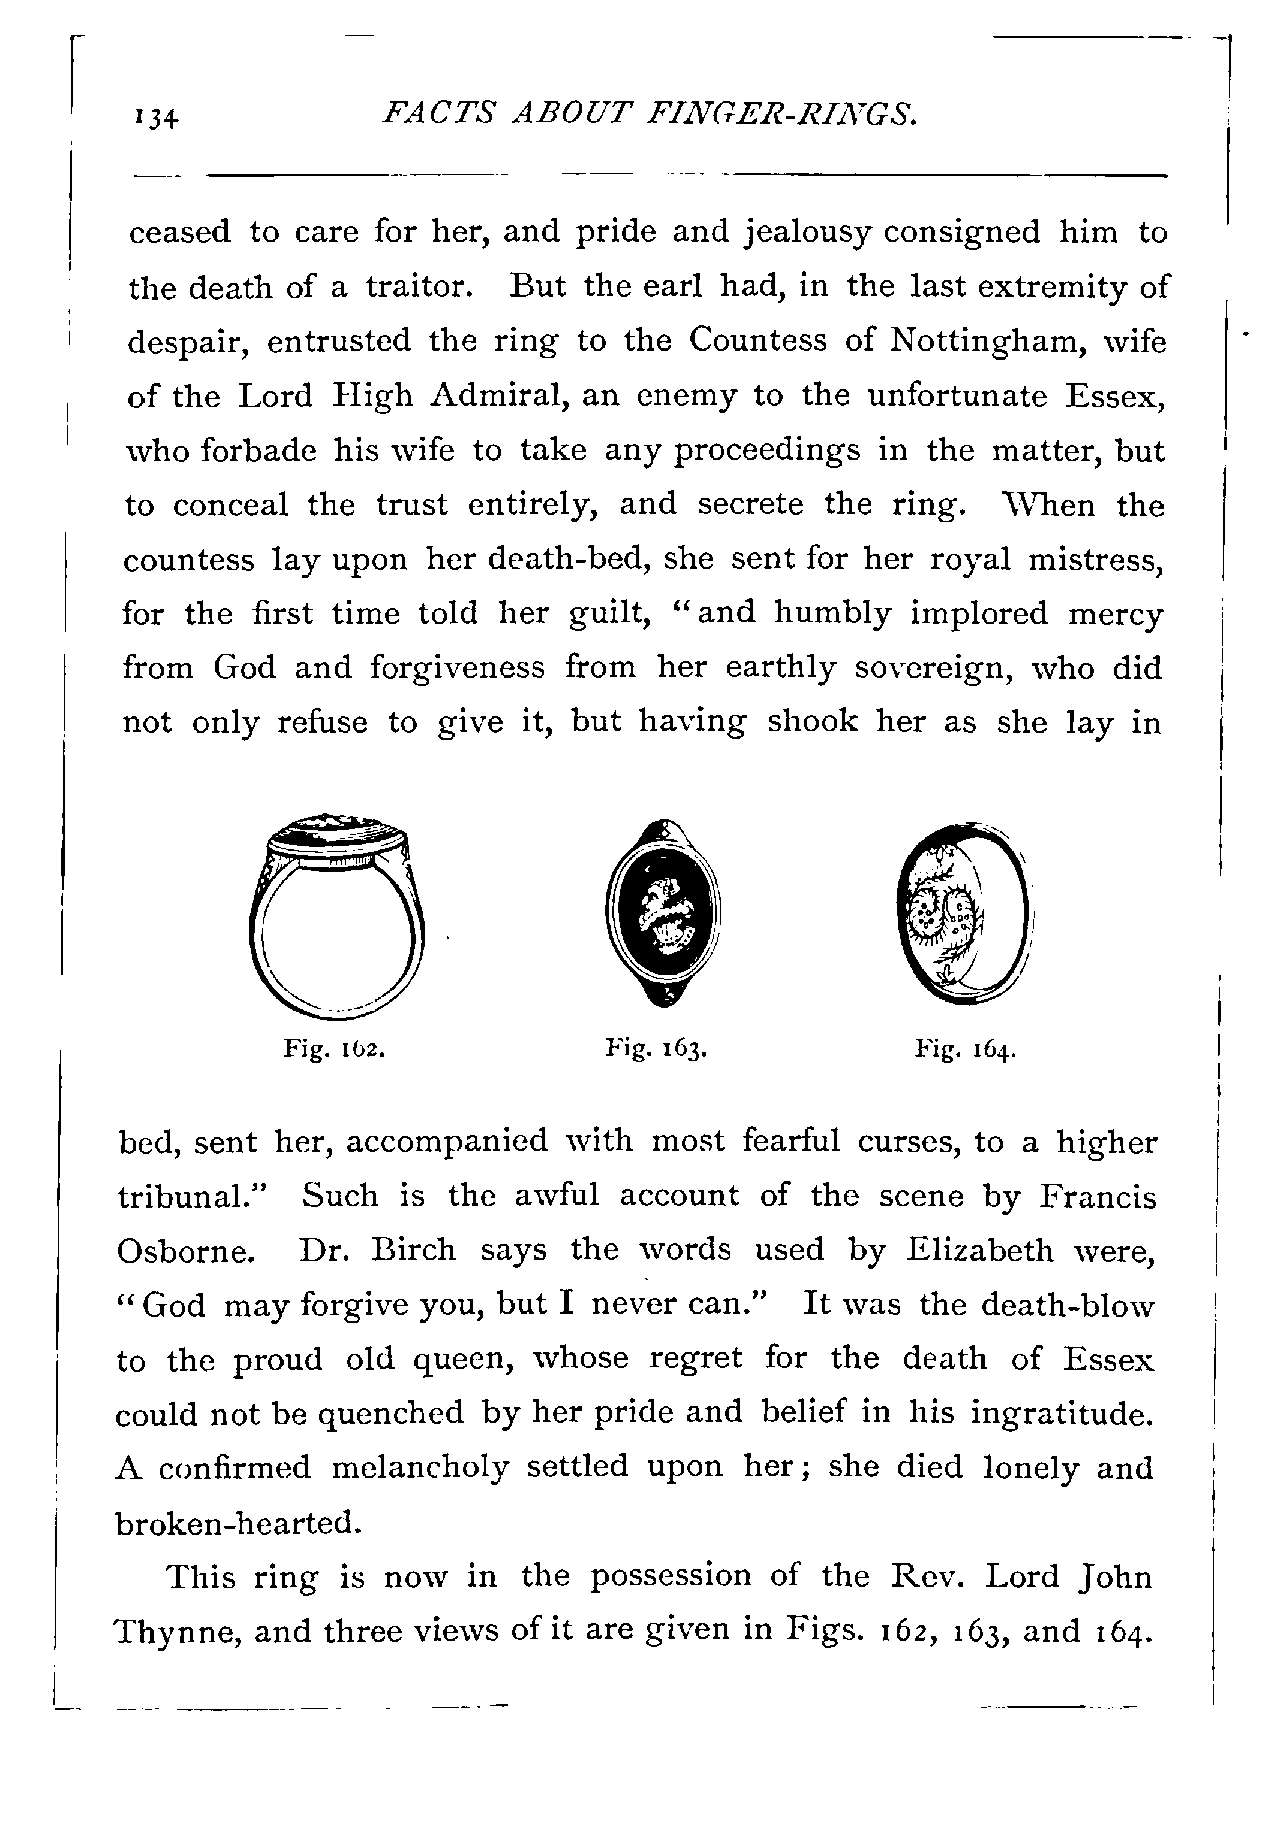 134 FACTS ABOUT FINGER-RINGS.
ceased to care for her, and pride and jealousy consigned him to
the death of a traitor. But the earl had, in the last extremity of
despair, entrusted the ring to the Countess of Nottingham, wife
of the Lord High Admiral, an enemy to the unfortunate Essex,
who forbade his wife to take any proceedings in the matter, but
to conceal the trust entirely, and secrete the ring. When the
countess lay upon her death-bed, she sent for her royal mistress,
for the first time told her guilt, “and humbly implored mercy
from God and forgiveness from her earthly sovereign, who did
not only refuse to give it, but having shook her as she lay in
Fig. 162. Fig. 163. Fig. 164.
bed, sent her, accompanied with most fearful curses, to a higher
tribunal.” Such is the awful account of the scene by Francis
Osborne. Dr. Birch says the words used by Elizabeth were,
“God may forgive you, but I never can.” It was the death-blow
to the proud old queen, whose regret for the death of Essex
could not be quenched by her pride and belief in his ingratitude.
A confirmed melancholy settled upon her; she died lonely and
broken-hearted.
This ring is now in the possession of the Rev. Lord John
Thynne, and three views of it are given in Figs. 162, 163, and 164.